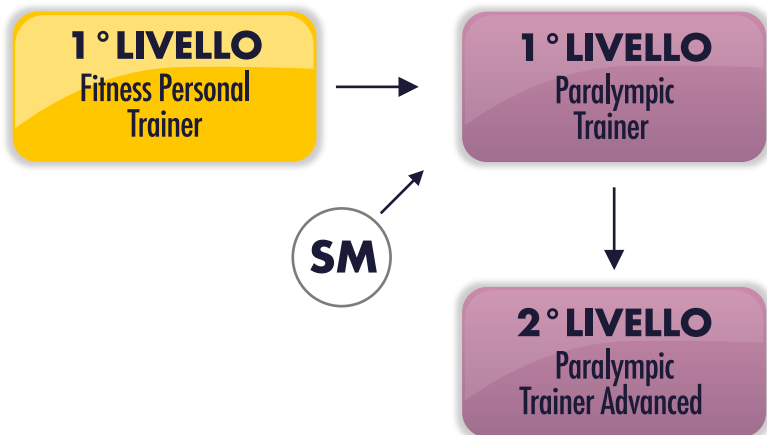 1° LIVELLO
Fitness Personal
Trainer
1° LIVELLO
Paralympic
Trainer
SM
2° LIVELLO
Paralympic
Trainer Advanced